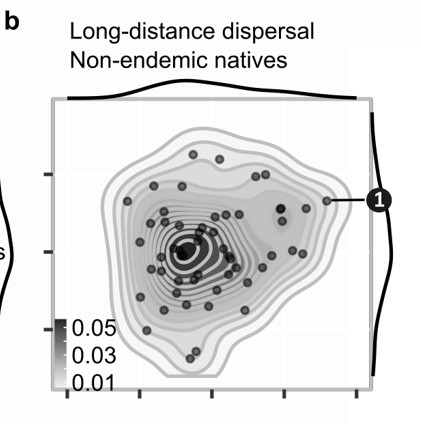 b
Long-distance dispersal
Non-endemic natives
1
s
0.05
0.03
0.01